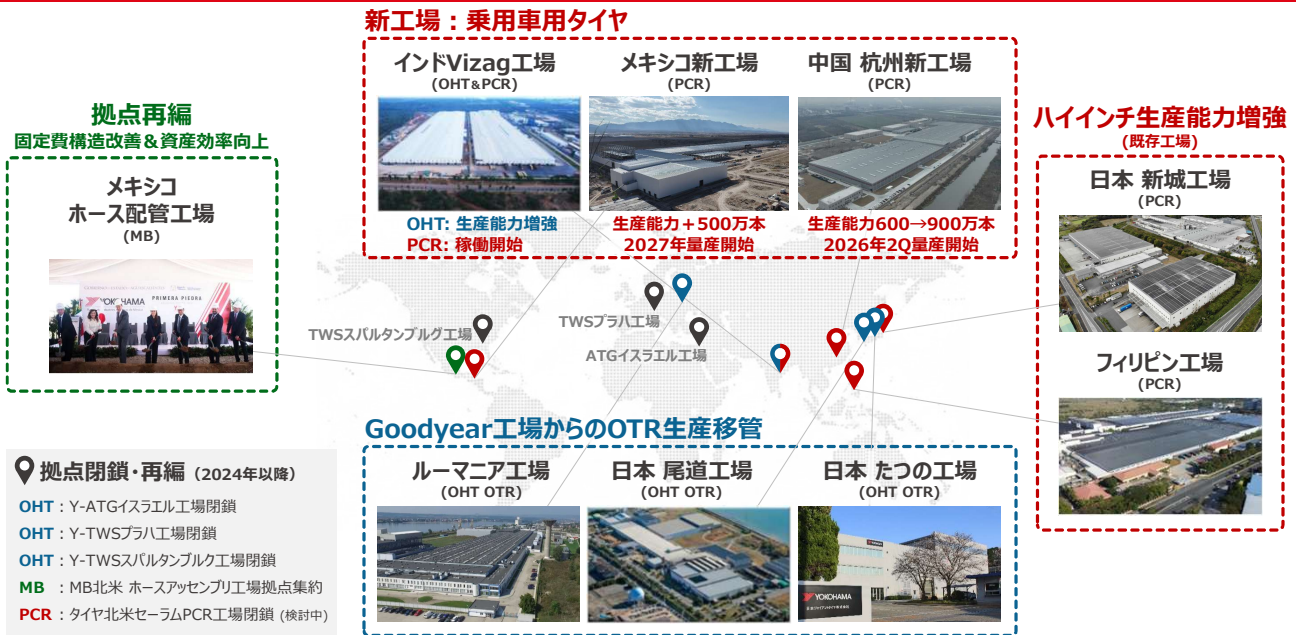 新工場：乗用車用タイヤ
インドVizag工場
(OHT&PCR)
OHT: 生産能力増強
PCR: 稼働開始
メキシコ新工場
(PCR)
生産能力＋500万本
2027年量産開始
中国 杭州新工場
(PCR)
生産能力600→900万本
2026年2Q量産開始
拠点再編
固定費構造改善＆資産効率向上
メキシコ
ホース配管工場
(MB)
YOKOHAMA
PRIMERA PIEDRA
ハイインチ生産能力増強
(既存工場)
日本 新城工場
(PCR)
フィリピン工場
(PCR)
TWSスパルタンブルグ工場
TWSプラハ工場
ATGイスラエル工場
Goodyear工場からのOTR生産移管
ルーマニア工場
(OHT OTR)
日本 尾道工場
(OHT OTR)
日本 たつの工場
(OHT OTR)
YOKOHAMA
拠点閉鎖・再編（2024年以降）
OHT：Y-ATGイスラエル工場閉鎖
OHT：Y-TWSプラハ工場閉鎖
OHT：Y-TWSスパルタンブルク工場閉鎖
MB：MB北米 ホースアッセンブリ工場拠点集約
PCR：タイヤ北米セーラムPCR工場閉鎖 (検討中)